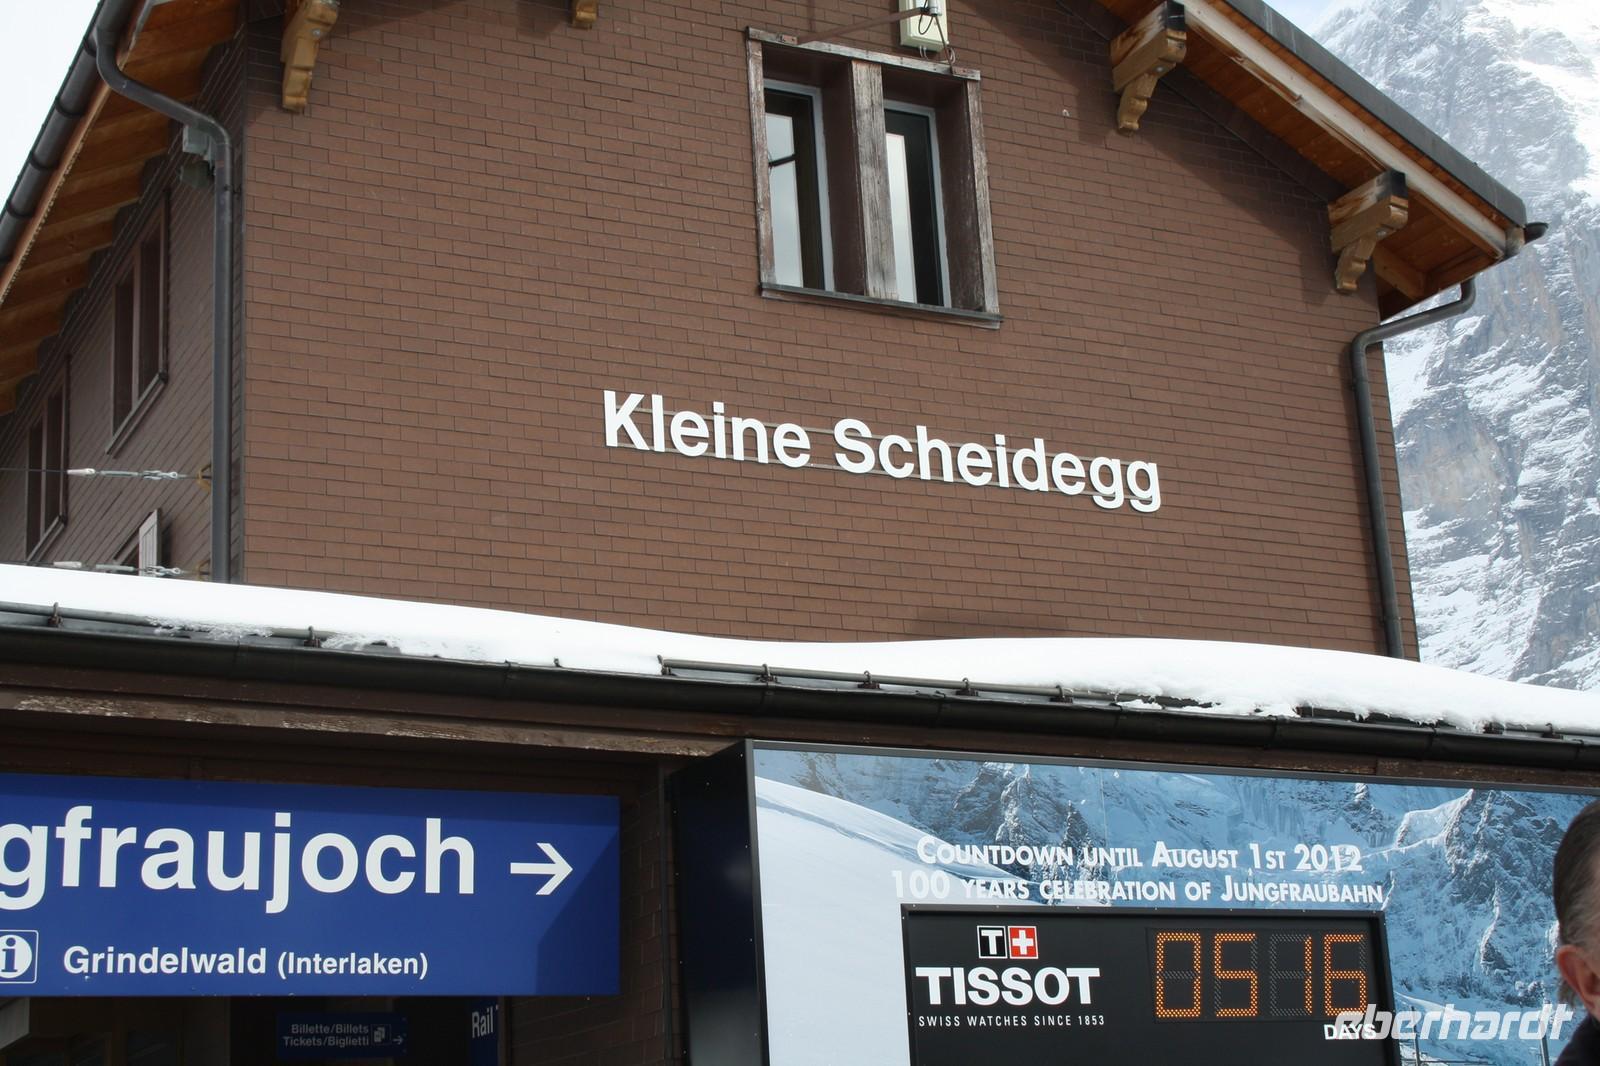 Kleine Scheidegg
gfraujoch →
i Grindelwald (Interlaken)
Billette/Billets
Tickets/Biglietti →
Rail
COUNTDOWN UNTIL AUGUST 1ST 2012
100 YEARS CELEBRATION OF JUNGFRAUBAHN
T+
TISSOT
SWISS WATCHES SINCE 1853
0516
DAYS
eberhardt